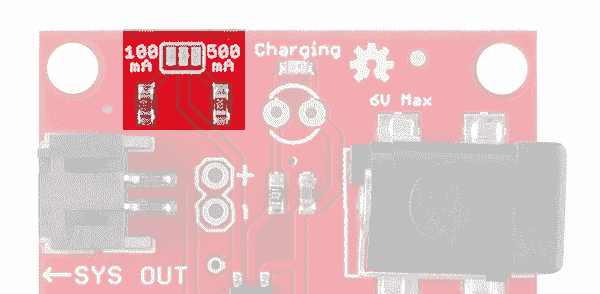 100 mA
500 mA
Charging
6V Max
+
-
←SYS OUT